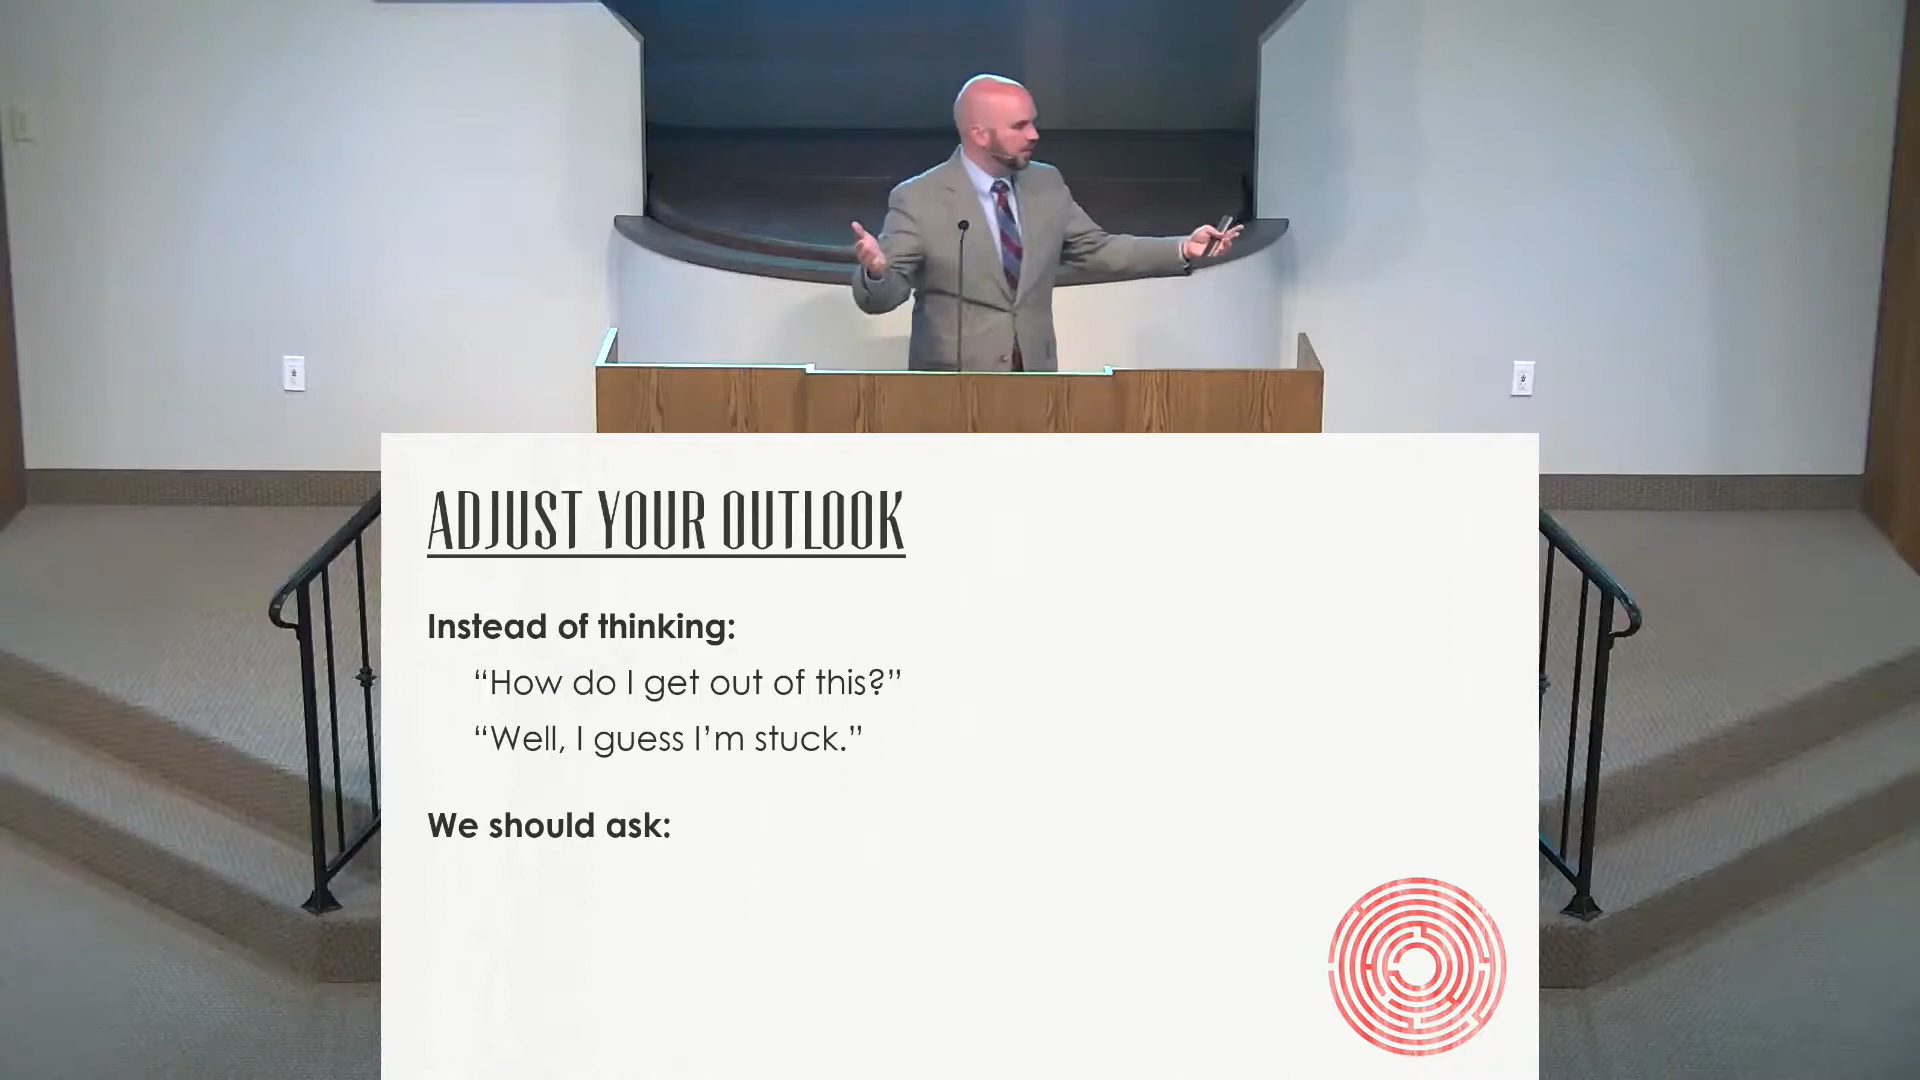 ADJUST YOUR OUTLOOK
Instead of thinking:
“How do I get out of this?”
“Well, I guess I’m stuck.”
We should ask: